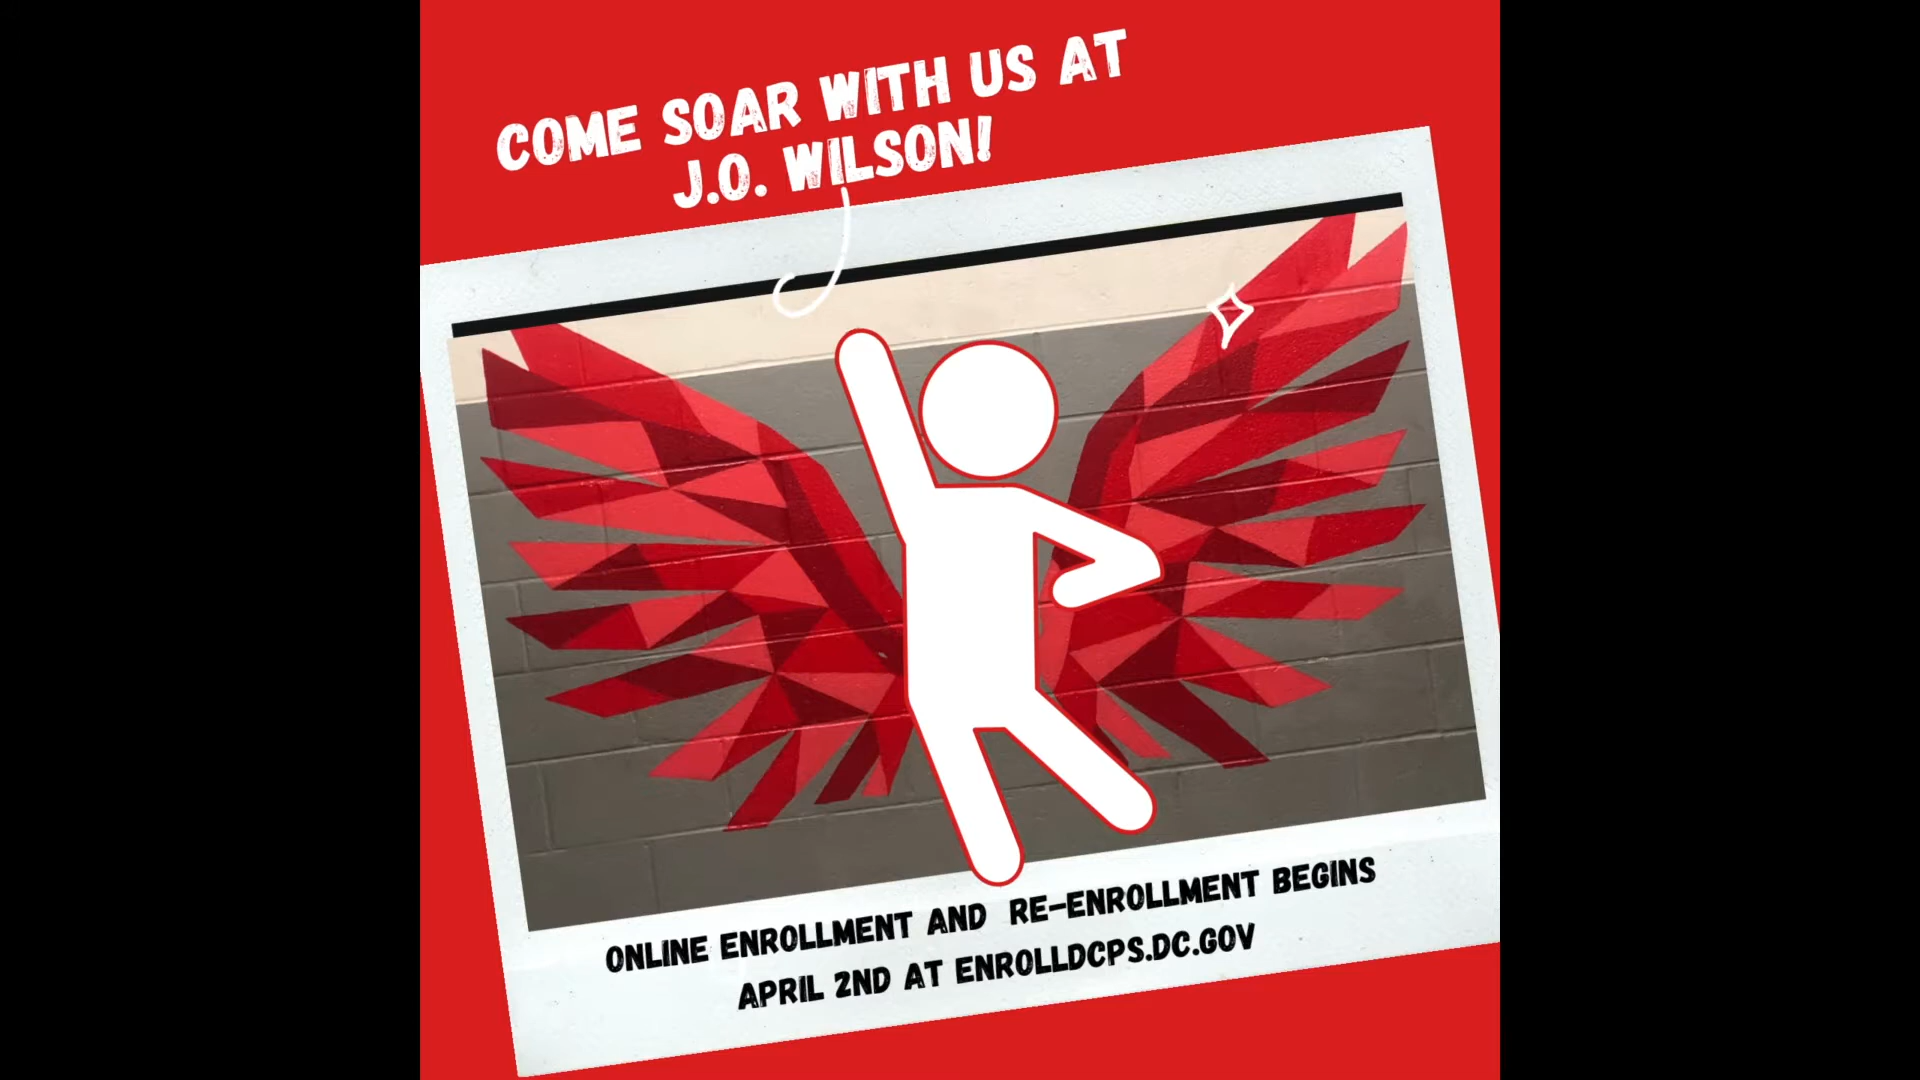 COME SOAR WITH US AT
J.O. WILSON!
ONLINE ENROLLMENT AND RE-ENROLLMENT BEGINS
APRIL 2ND AT ENROLLDCPS.DC.GOV